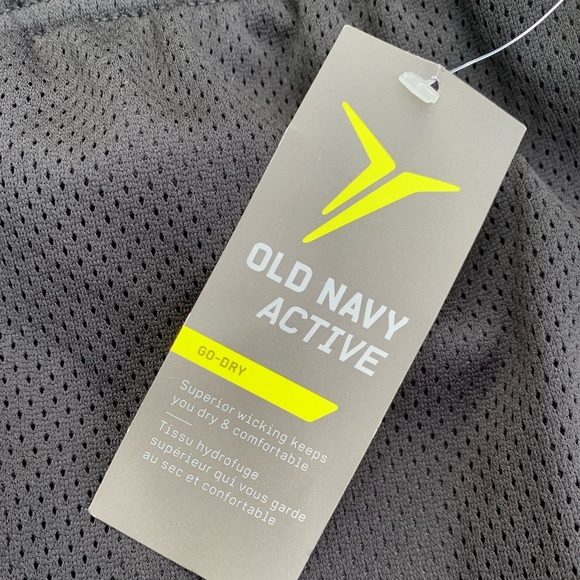 OLD NAVY
ACTIVE
GO-DRY
Superior wicking keeps
you dry & comfortable
Tissu hydrofuge
supérieur qui vous garde
au sec et confortable